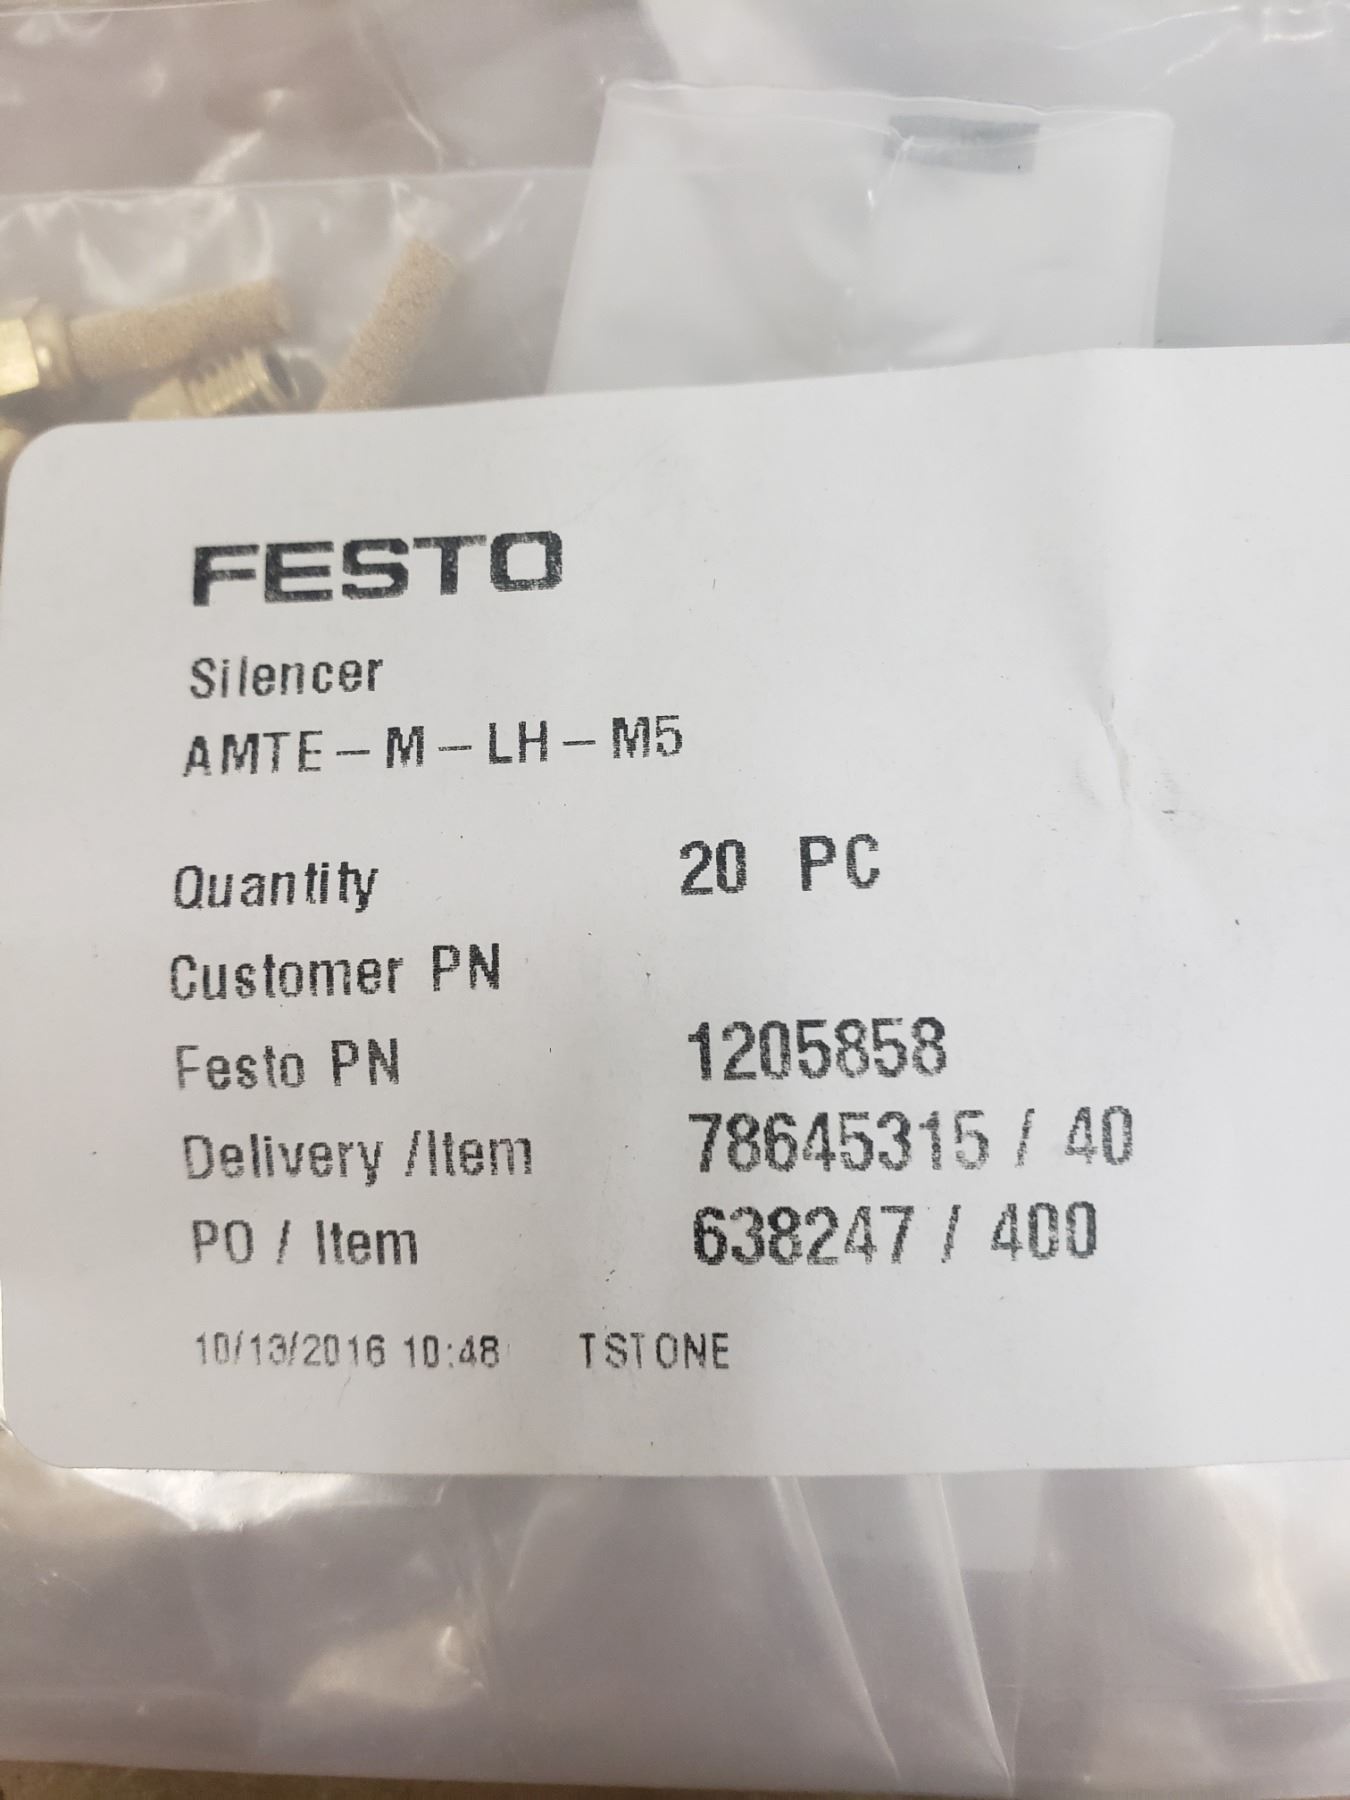 FESTO
Silencer
AMTE-M-LH-M5
Quantity 20 PC
Customer PN
Festo PN 1205858
Delivery /Item 78645315 / 40
PO / Item 638247 / 400
10/13/2016 10:48 TSTONE